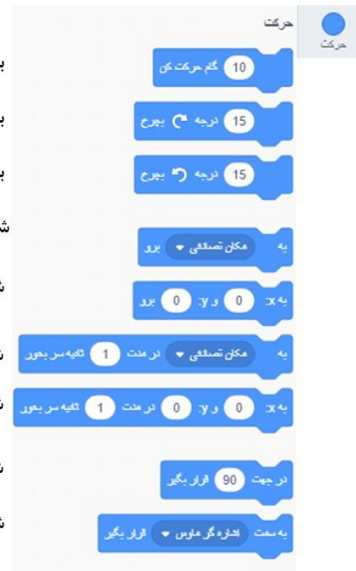 حرکت
حرکت
10 گام حرکت کن
15 درجه بچرخ
15 درجه بچرخ
به مکان تصادفی برو
به x: 0 و y: 0 برو
به مکان تصادفی در مدت 1 ثانیه سر بخور
به x: 0 و y: 0 در مدت 1 ثانیه سر بخور
در جهت 90 قرار بگیر
به سمت اشاره گر ماوس قرار بگیر